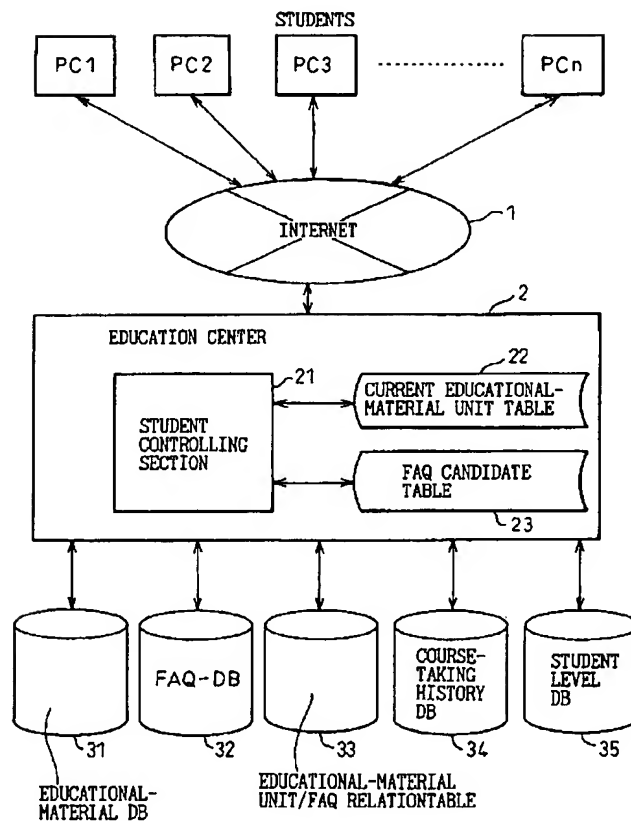 STUDENTS
PC1 PC2 PC3 ............... PCn
INTERNET
1
2
EDUCATION CENTER
21
22
STUDENT
CONTROLLING
SECTION
CURRENT EDUCATIONAL-
MATERIAL UNIT TABLE
FAQ CANDIDATE
TABLE
23
FAQ-DB
COURSE-
TAKING
HISTORY
DB
STUDENT
LEVEL
DB
31 32 33 34 35
EDUCATIONAL-
MATERIAL DB
EDUCATIONAL-MATERIAL
UNIT/FAQ RELATIONTABLE